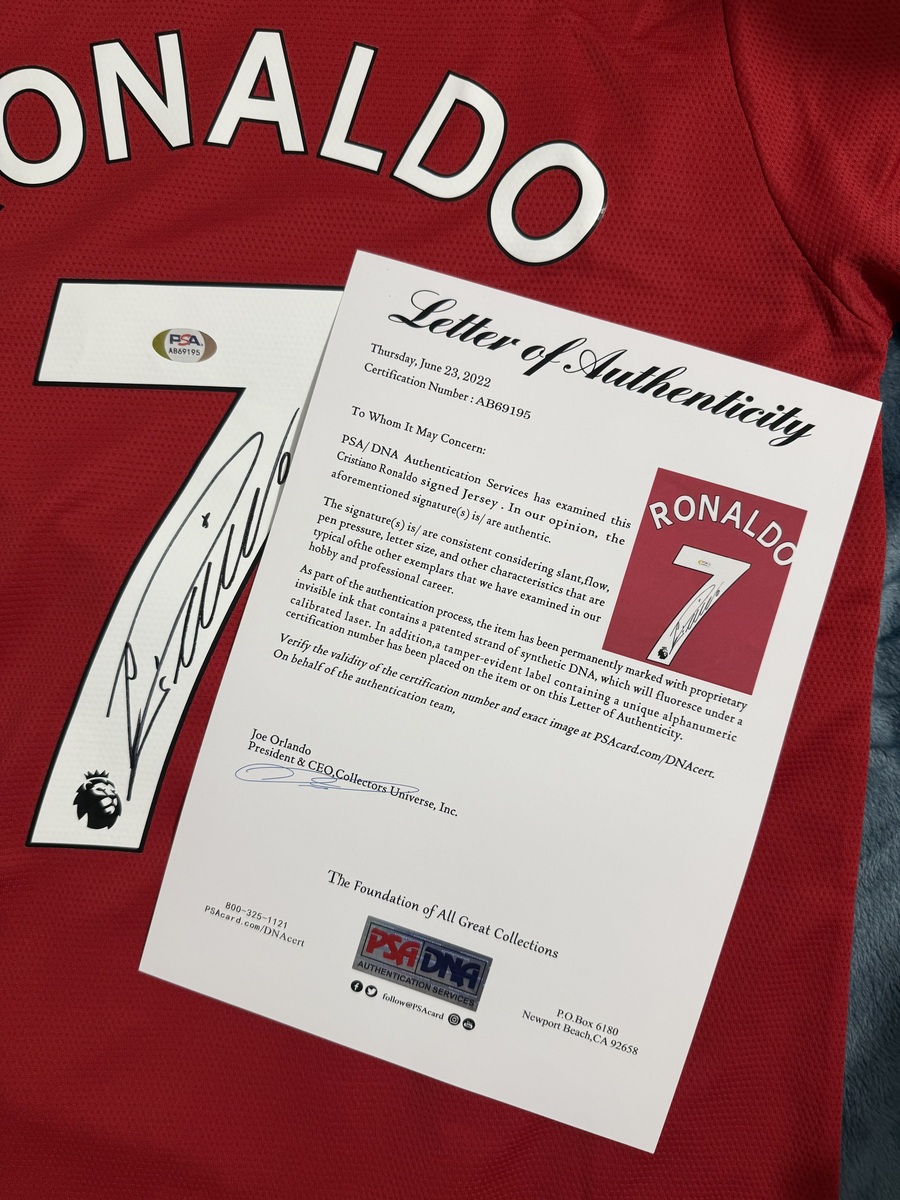 ONALDO
7
PSA
AB69195
Letter of Authenticity
Thursday, June 23, 2022
Certification Number : AB69195
To Whom It May Concern:
PSA/ DNA Authentication Services has examined this
Cristiano Ronaldo signed Jersey . In our opinion, the
aforementioned signature(s) is/ are authentic.
The signature(s) is/ are consistent considering slant,flow,
pen pressure, letter size, and other characteristics that are
typical ofthe other exemplars that we have examined in our
hobby and professional career.
RONALDO
7
As part of the authentication process, the item has been permanently marked with proprietary
invisible ink that contains a patented strand of synthetic DNA, which will fluoresce under a
calibrated laser. In addition,a tamper-evident label containing a unique alphanumeric
certification number has been placed on the item or on this Letter of Authenticity.
Verify the validity of the certification number and exact image at PSAcard.com/DNAcert.
On behalf of the authentication team,
Joe Orlando
President & CEO,Collectors Universe, Inc.
The Foundation of All Great Collections
800-325-1121
PSAcard.com/DNAcert
PSA DNA
AUTHENTICATION SERVICES
follow@PSAcard
P.O.Box 6180
Newport Beach,CA 92658